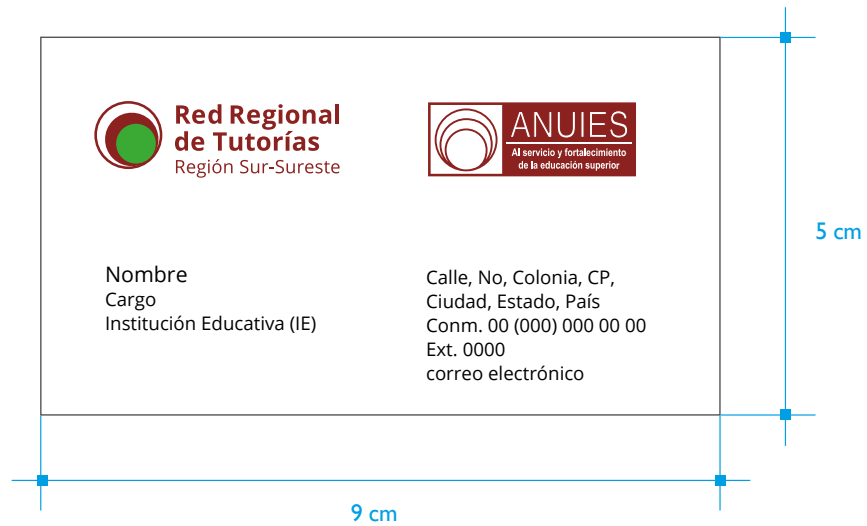 Red Regional
de Tutorías
Región Sur-Sureste
ANUIES
Al servicio y fortalecimiento
de la educación superior
Nombre
Cargo
Institución Educativa (IE)
Calle, No, Colonia, CP,
Ciudad, Estado, País
Conm. 00 (000) 000 00 00
Ext. 0000
correo electrónico
5 cm
9 cm